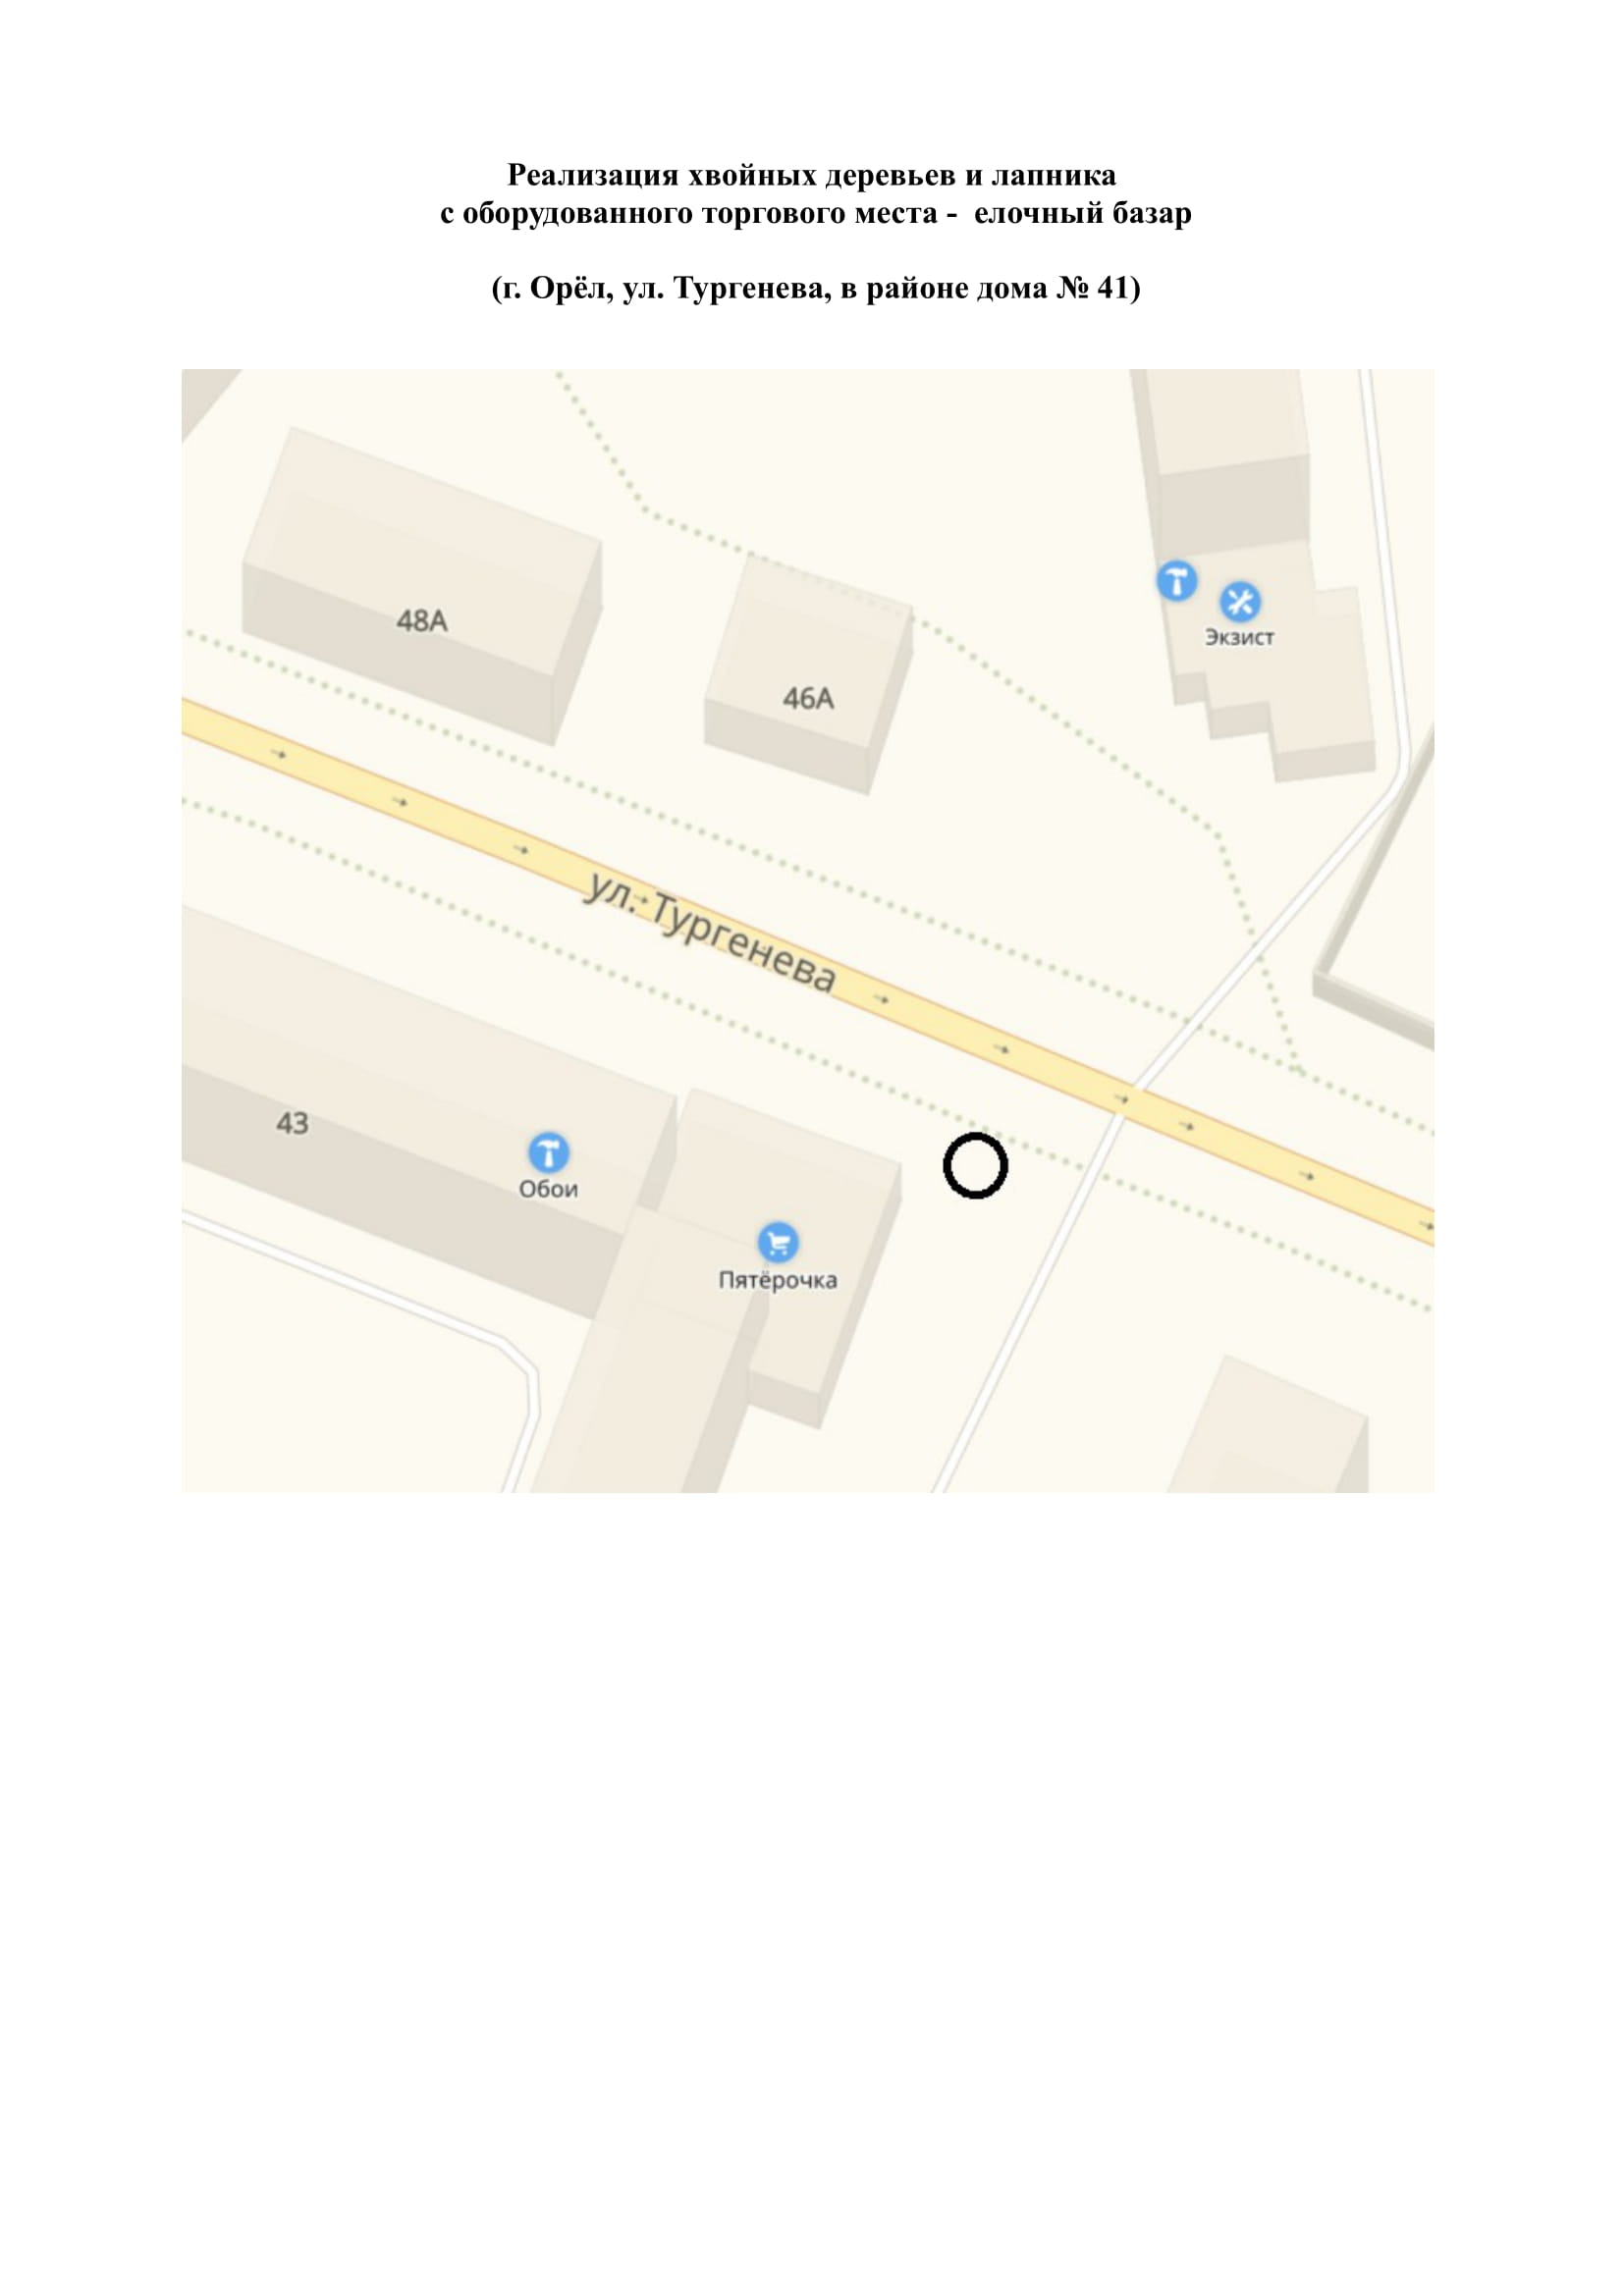 Реализация хвойных деревьев и лапника
с оборудованного торгового места -  елочный базар
(г. Орёл, ул. Тургенева, в районе дома № 41)
48А
46А
Экзист
ул. Тургенева
43
Обои
Пятёрочка